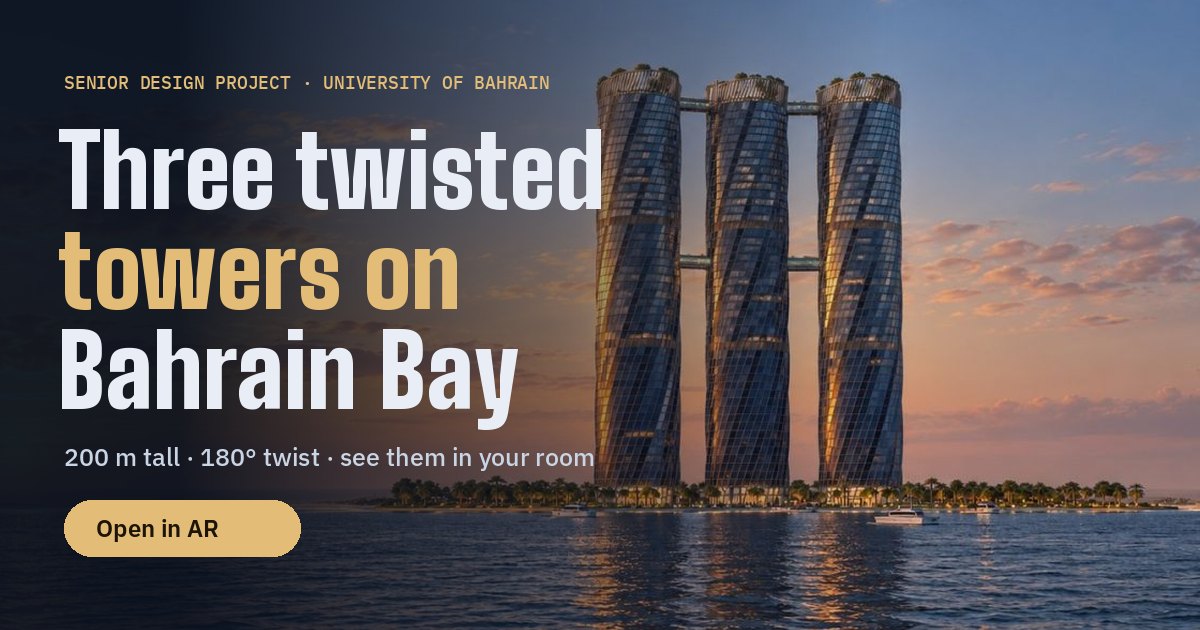 SENIOR DESIGN PROJECT · UNIVERSITY OF BAHRAIN
Three twisted
towers on
Bahrain Bay
200 m tall · 180° twist · see them in your room
Open in AR